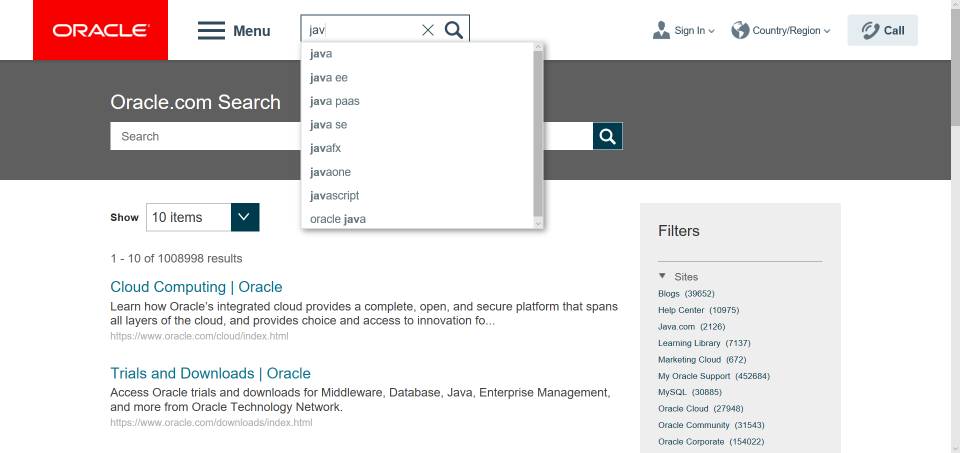 ORACLE
Menu
jav
Sign In
Country/Region
Call
java
java ee
java paas
java se
javafx
javaone
javascript
oracle java
Oracle.com Search
Search
Show
10 items
1 - 10 of 1008998 results
Cloud Computing | Oracle
Learn how Oracle's integrated cloud provides a complete, open, and secure platform that spans
all layers of the cloud, and provides choice and access to innovation fo...
https://www.oracle.com/cloud/index.html
Trials and Downloads | Oracle
Access Oracle trials and downloads for Middleware, Database, Java, Enterprise Management,
and more from Oracle Technology Network.
https://www.oracle.com/downloads/index.html
Filters
Sites
Blogs (39652)
Help Center (10975)
Java.com (2126)
Learning Library (7137)
Marketing Cloud (672)
My Oracle Support (452684)
MySQL (30885)
Oracle Cloud (27948)
Oracle Community (31543)
Oracle Corporate (154022)